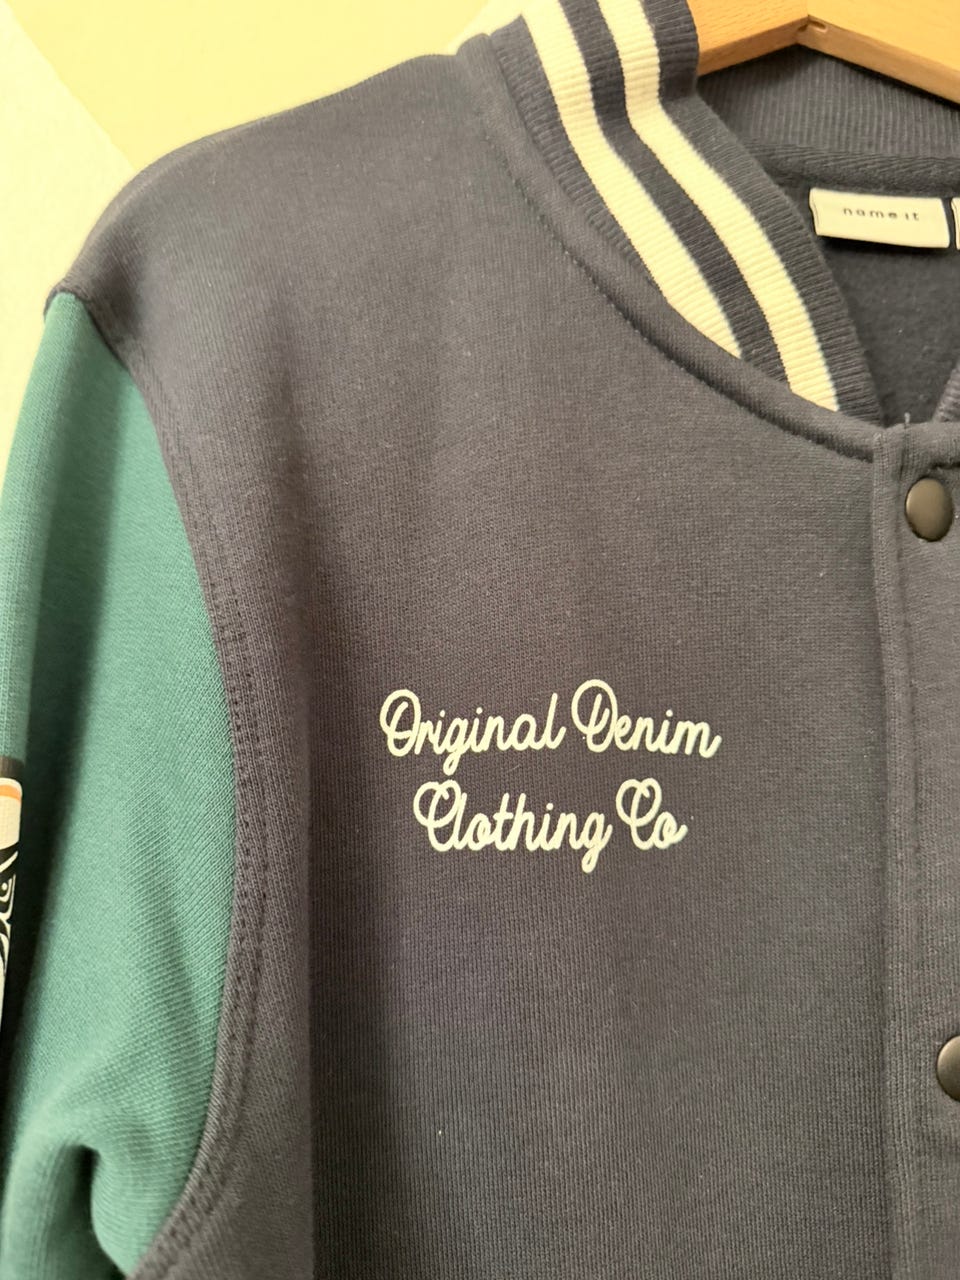 name it
Original Denim
Clothing Co